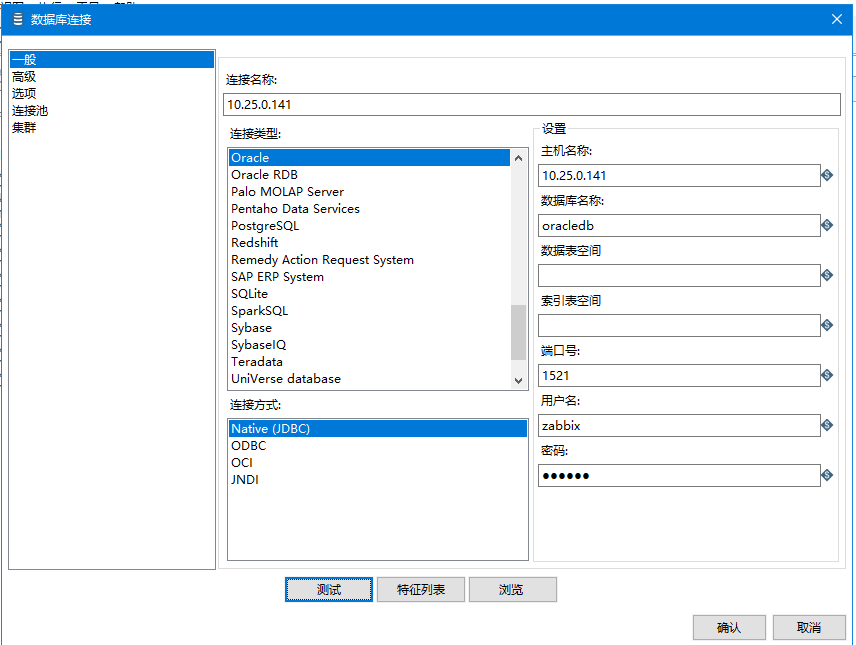 数据库连接
一般
高级
选项
连接池
集群
连接名称:
10.25.0.141
连接类型:
Oracle
Oracle RDB
Palo MOLAP Server
Pentaho Data Services
PostgreSQL
Redshift
Remedy Action Request System
SAP ERP System
SQLite
SparkSQL
Sybase
SybaseIQ
Teradata
UniVerse database
连接方式:
Native (JDBC)
ODBC
OCI
JNDI
设置
主机名称:
10.25.0.141
数据库名称:
oracledb
数据表空间
索引表空间
端口号:
1521
用户名:
zabbix
密码:
●●●●●●
测试
特征列表
浏览
确认
取消